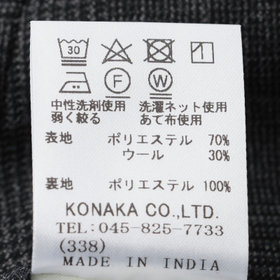 30
F W
中性洗剤使用 洗濯ネット使用
弱く絞る あて布使用
表地 ポリエステル 70%
ウール 30%
裏地 ポリエステル 100%
KONAKA CO.,LTD.
TEL:045-825-7733
(338)
MADE IN INDIA